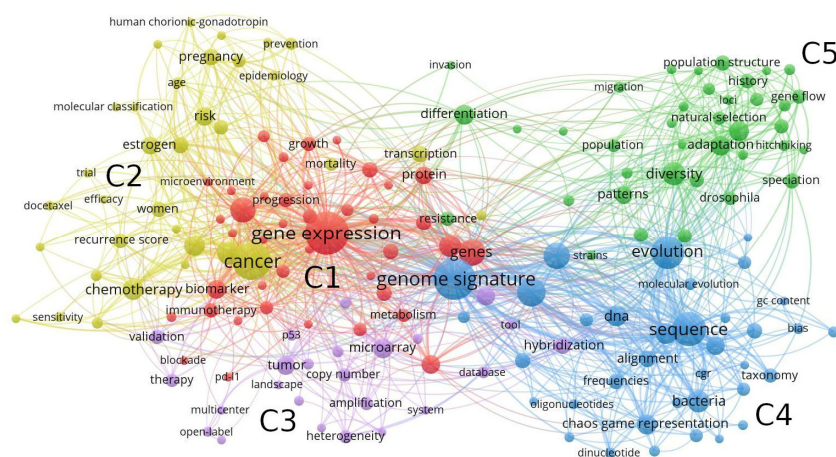 human chorionic-gonadotropin
pregnancy
prevention
age
epidemiology
molecular classification
risk
estrogen
trial
C2
microenvironment
efficacy
docetaxel
women
recurrence score
chemotherapy
sensitivity
cancer
growth
mortality
transcription
protein
progression
gene expression
C1
resistance
genes
genome signature
biomarker
immunotherapy
metabolism
invasion
differentiation
migration
population
patterns
population structure
C5
history
loci
gene flow
natural-selection
adaptation
hitchhiking
diversity
speciation
drosophila
strains
evolution
molecular evolution
gc content
dna
sequence
bias
tool
hybridization
alignment
cgr
taxonomy
frequencies
database
oligonucleotides
bacteria
C4
chaos game representation
dinucleotide
validation
p53
microarray
blockade
tumor
therapy
pd-l1
landscape
copy number
multicenter
C3
amplification
system
open-label
heterogeneity